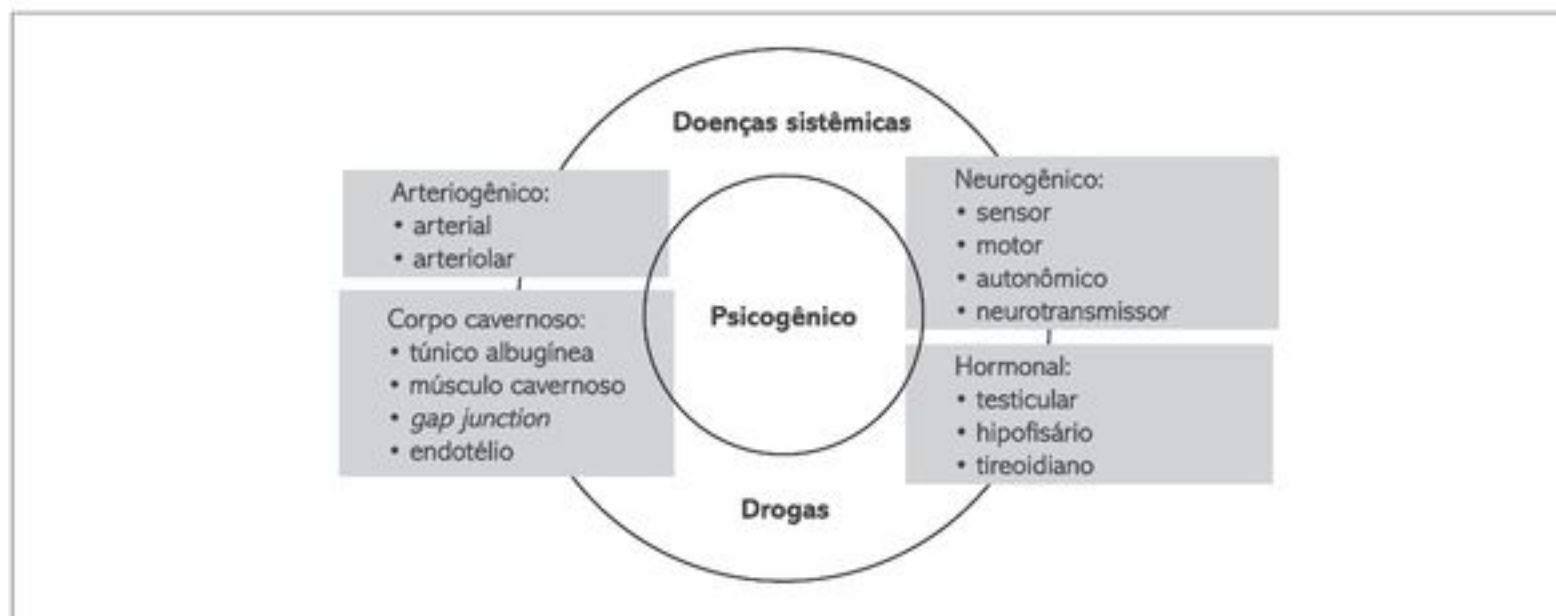 Doenças sistêmicas
Arteriogênico:
• arterial
• arteriolar
Corpo cavernoso:
• túnico albugínea
• músculo cavernoso
• gap junction
• endotélio
Psicogênico
Neurogênico:
• sensor
• motor
• autonômico
• neurotransmissor
Hormonal:
• testicular
• hipofisário
• tireoidiano
Drogas